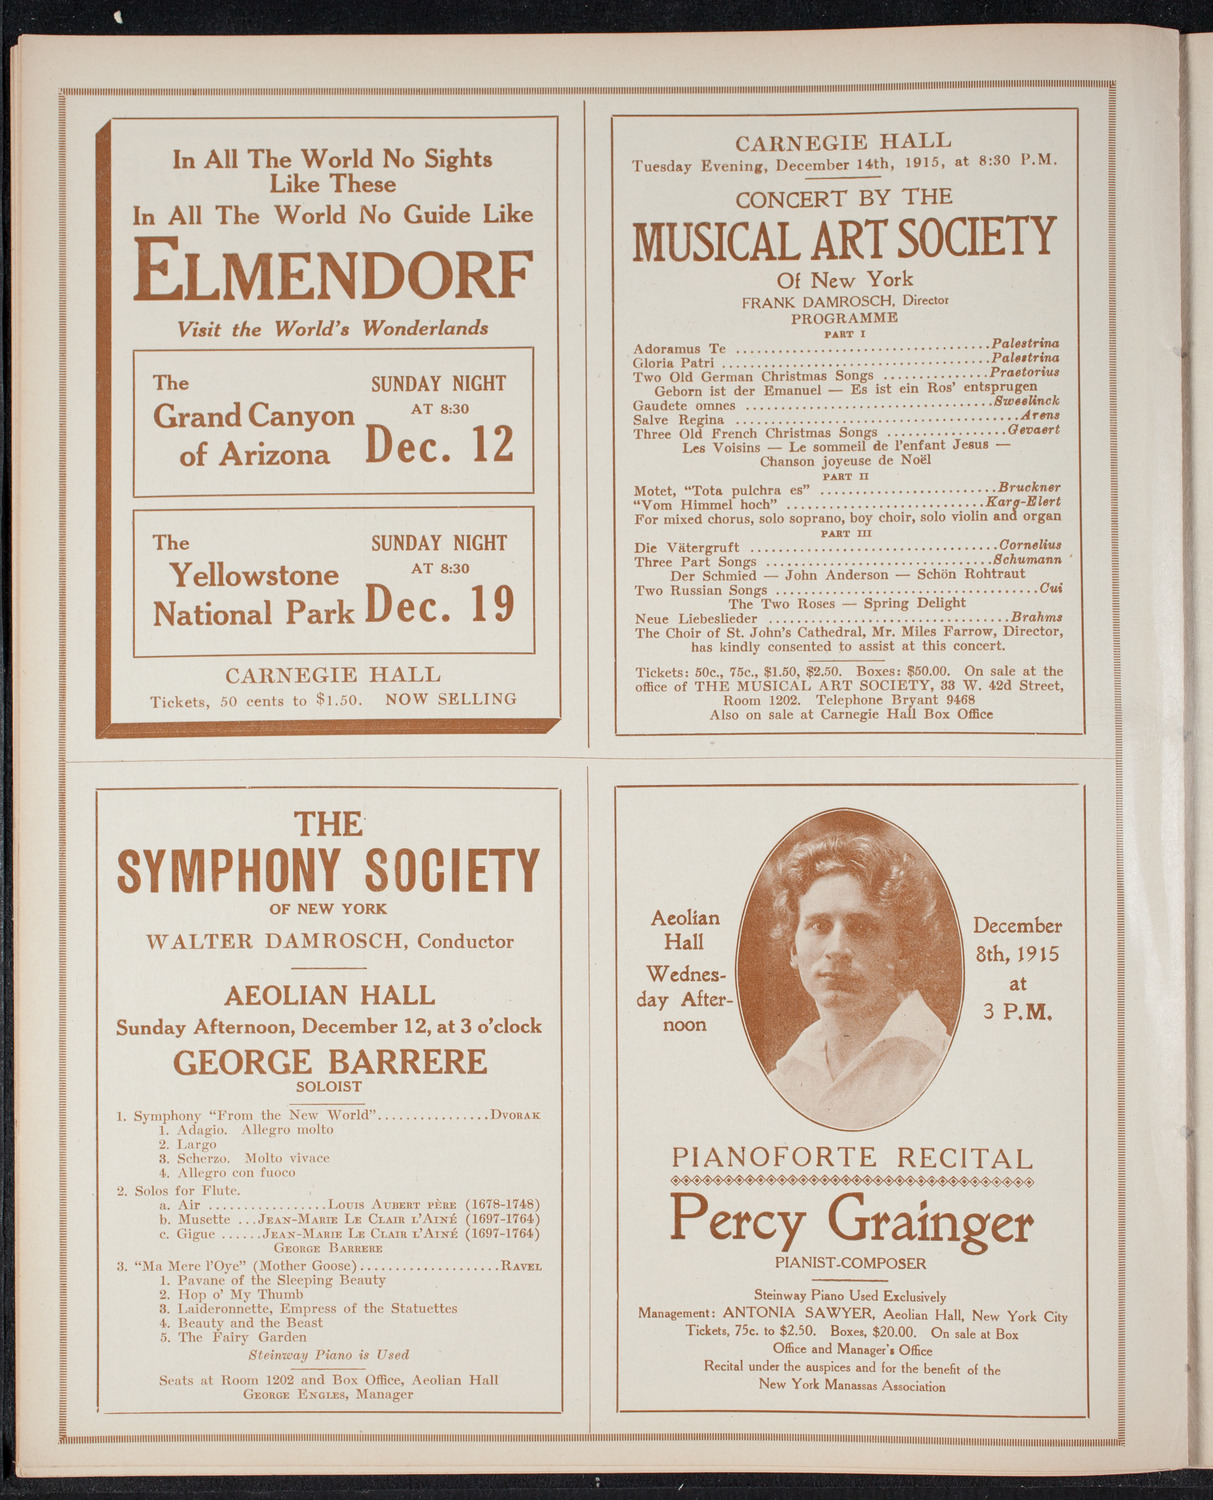 In All The World No Sights
Like These
In All The World No Guide Like
ELMENDORF
Visit the World's Wonderlands
The
Grand Canyon
of Arizona
SUNDAY NIGHT
AT 8:30
Dec. 12
The
Yellowstone
National Park
SUNDAY NIGHT
AT 8:30
Dec. 19
CARNEGIE HALL
Tickets, 50 cents to $1.50. NOW SELLING
CARNEGIE HALL
Tuesday Evening, December 14th, 1915, at 8:30 P.M.
CONCERT BY THE
MUSICAL ART SOCIETY
Of New York
FRANK DAMROSCH, Director
PROGRAMME
PART I
Adoramus Te ..................................Palestrina
Gloria Patri ....................................Palestrina
Two Old German Christmas Songs ..............Praetorius
Geborn ist der Emanuel — Es ist ein Ros' entsprugen
Gaudete omnes .................................Sweelinck
Salve Regina ......................................Arens
Three Old French Christmas Songs ................Gevaert
Les Voisins — Le sommeil de l'enfant Jesus —
Chanson joyeuse de Noël
PART II
Motet, "Tota pulchra es" ........................Bruckner
"Vom Himmel hoch" ...........................Karg-Elert
For mixed chorus, solo soprano, boy choir, solo violin and organ
PART III
Die Vätergruft .................................Cornelius
Three Part Songs ..............................Schumann
Der Schmied — John Anderson — Schön Rohtraut
Two Russian Songs ...................................Cui
The Two Roses — Spring Delight
Neue Liebeslieder ................................Brahms
The Choir of St. John's Cathedral, Mr. Miles Farrow, Director,
has kindly consented to assist at this concert.
Tickets: 50c., 75c., $1.50, $2.50. Boxes: $50.00. On sale at the
office of THE MUSICAL ART SOCIETY, 33 W. 42d Street,
Room 1202. Telephone Bryant 9468
Also on sale at Carnegie Hall Box Office
THE
SYMPHONY SOCIETY
OF NEW YORK
WALTER DAMROSCH, Conductor
AEOLIAN HALL
Sunday Afternoon, December 12, at 3 o'clock
GEORGE BARRERE
SOLOIST
1. Symphony "From the New World"................DVORAK
1. Adagio. Allegro molto
2. Largo
3. Scherzo. Molto vivace
4. Allegro con fuoco
2. Solos for Flute.
a. Air .................LOUIS AUBERT PÈRE (1678-1748)
b. Musette ...JEAN-MARIE LE CLAIR L'AINÉ (1697-1764)
c. Gigue ......JEAN-MARIE LE CLAIR L'AINÉ (1697-1764)
GEORGE BARRERE
3. "Ma Mere l'Oye" (Mother Goose)....................RAVEL
1. Pavane of the Sleeping Beauty
2. Hop o' My Thumb
3. Laideronnette, Empress of the Statuettes
4. Beauty and the Beast
5. The Fairy Garden
Steinway Piano is Used
Seats at Room 1202 and Box Office, Aeolian Hall
GEORGE ENGLES, Manager
Aeolian
Hall
Wednes-
day After-
noon
December
8th, 1915
at
3 P.M.
PIANOFORTE RECITAL
Percy Grainger
PIANIST-COMPOSER
Steinway Piano Used Exclusively
Management: ANTONIA SAWYER, Aeolian Hall, New York City
Tickets, 75c. to $2.50. Boxes, $20.00. On sale at Box
Office and Manager's Office
Recital under the auspices and for the benefit of the
New York Manassas Association